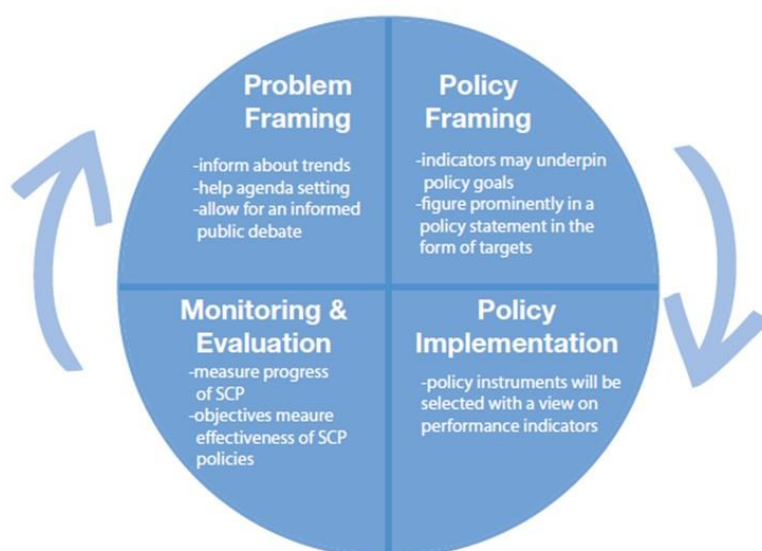 Problem
Framing
-inform about trends
-help agenda setting
-allow for an informed
public debate
Policy
Framing
-indicators may underpin
policy goals
-figure prominently in a
policy statement in the
form of targets
Monitoring &
Evaluation
-measure progress
of SCP
-objectives meaure
effectiveness of SCP
policies
Policy
Implementation
-policy instruments will be
selected with a view on
performance indicators